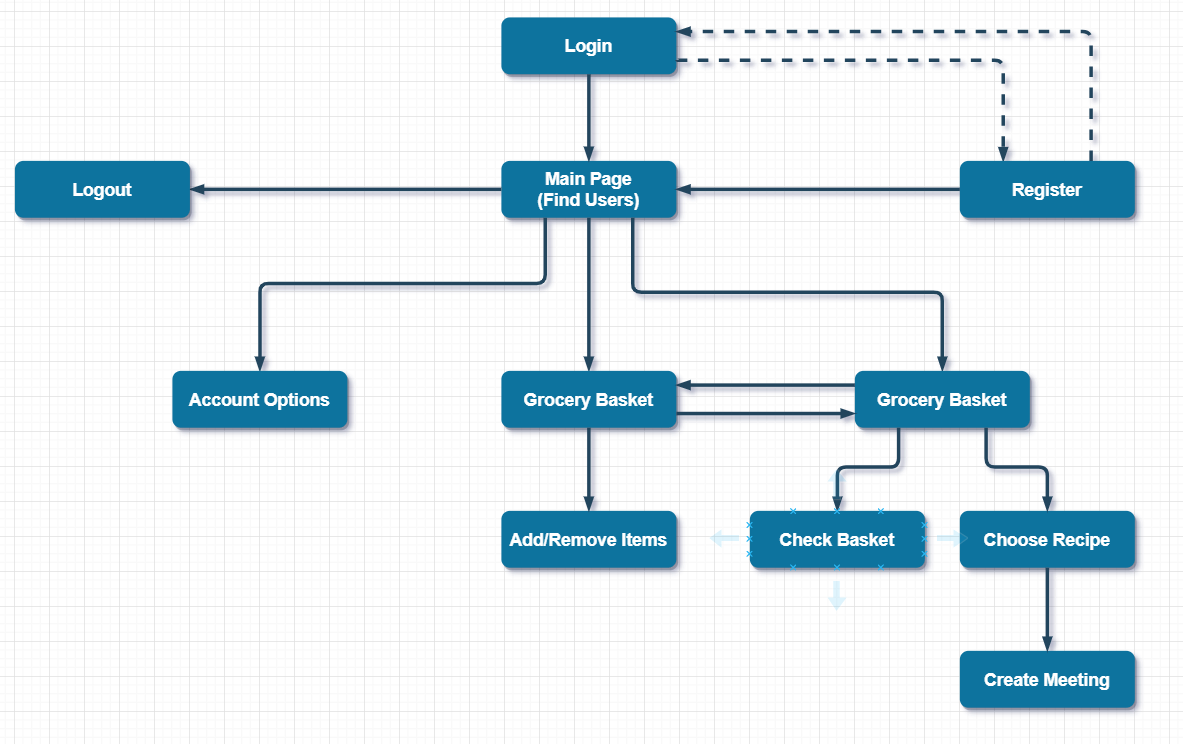 Login
Logout
Main Page
(Find Users)
Register
Account Options
Grocery Basket
Grocery Basket
Add/Remove Items
Check Basket
Choose Recipe
Create Meeting